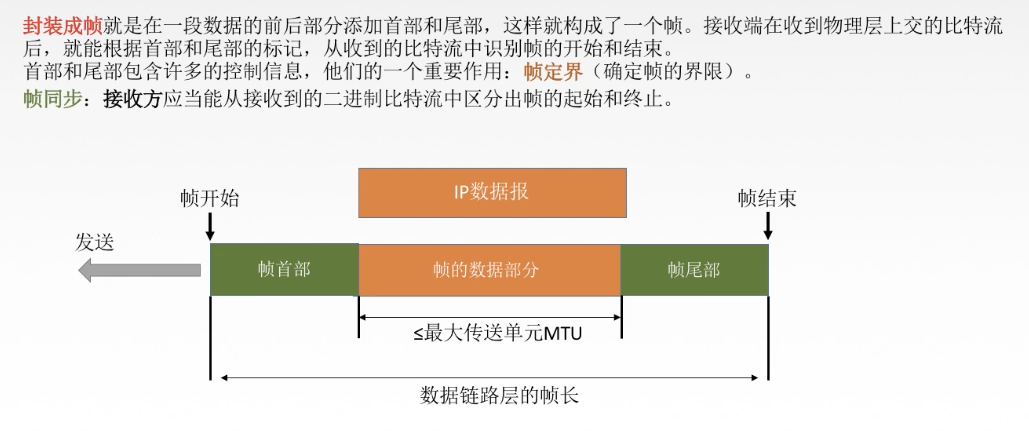 封装成帧就是在一段数据的前后部分添加首部和尾部，这样就构成了一个帧。接收端在收到物理层上交的比特流
后，就能根据首部和尾部的标记，从收到的比特流中识别帧的开始和结束。
首部和尾部包含许多的控制信息，他们的一个重要作用：帧定界（确定帧的界限）。
帧同步：接收方应当能从接收到的二进制比特流中区分出帧的起始和终止。
IP数据报
帧开始
帧结束
发送
帧首部
帧的数据部分
帧尾部
≤最大传送单元MTU
数据链路层的帧长